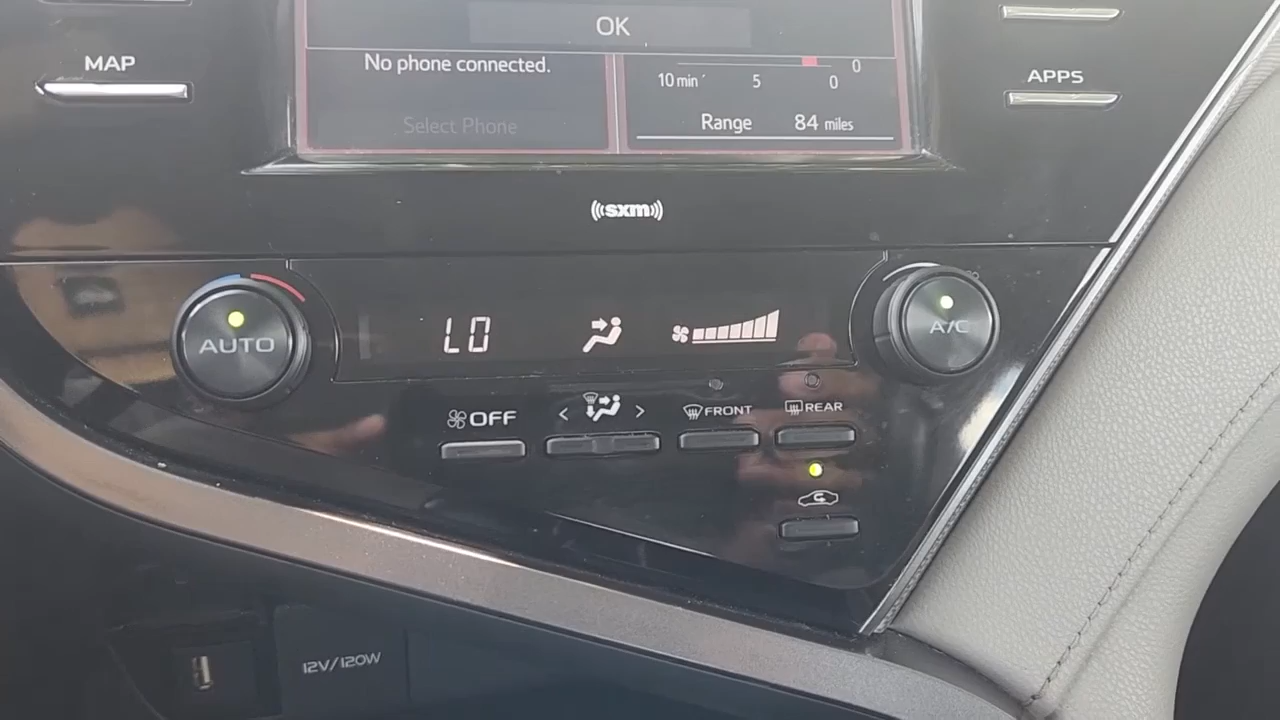 OK
MAP
No phone connected.
Select Phone
0
10 min 5 0
Range 84 miles
APPS
sxm
AUTO
LO
A/C
OFF
< >
FRONT
REAR
12V/120W